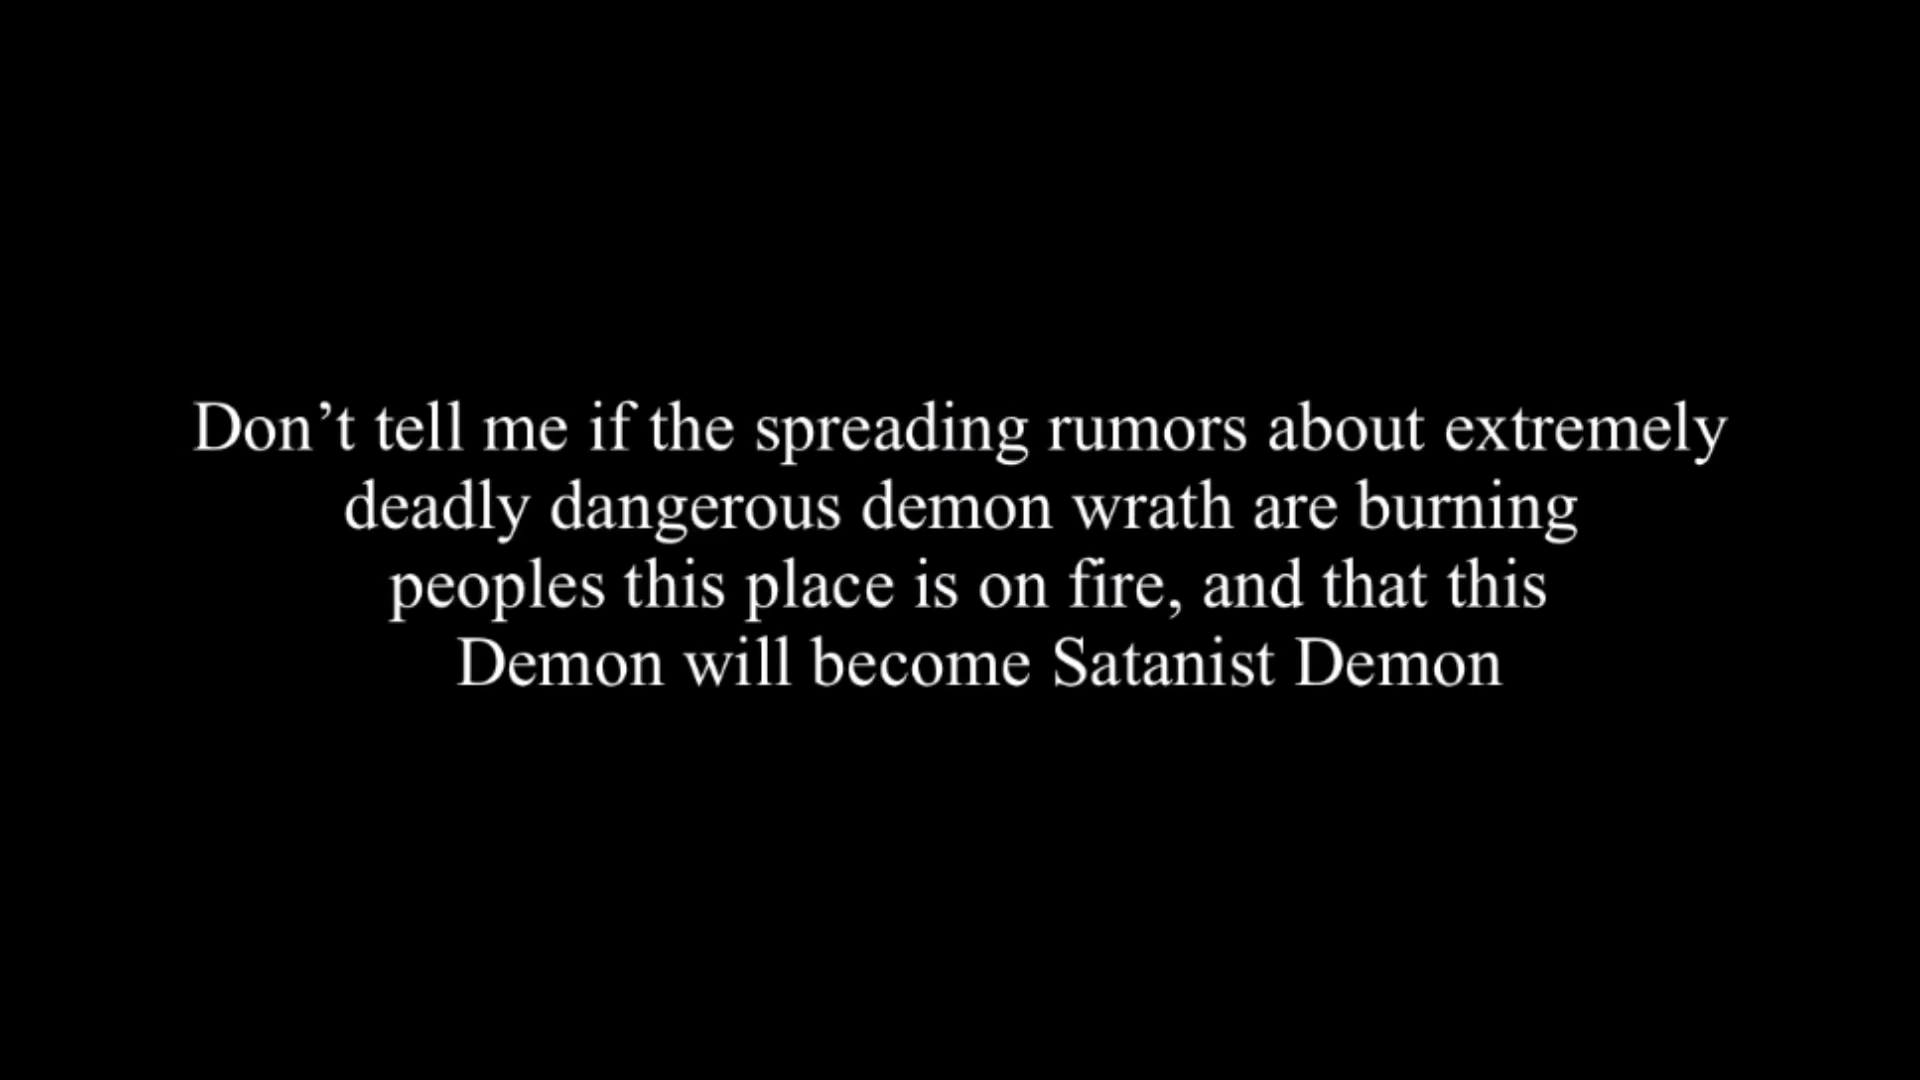 Don’t tell me if the spreading rumors about extremely
deadly dangerous demon wrath are burning
peoples this place is on fire, and that this
Demon will become Satanist Demon